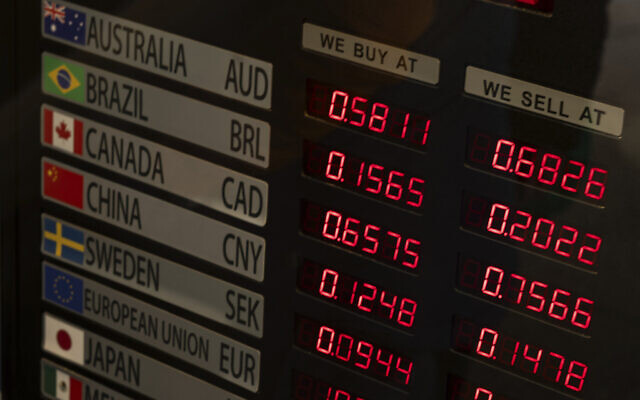 WE BUY AT
WE SELL AT
AUSTRALIA AUD 0.5811 0.6826
BRAZIL BRL 0.1565 0.2022
CANADA CAD 0.6575 0.7566
CHINA CNY 0.1248 0.1478
SWEDEN SEK 0.0944
EUROPEAN UNION EUR
JAPAN